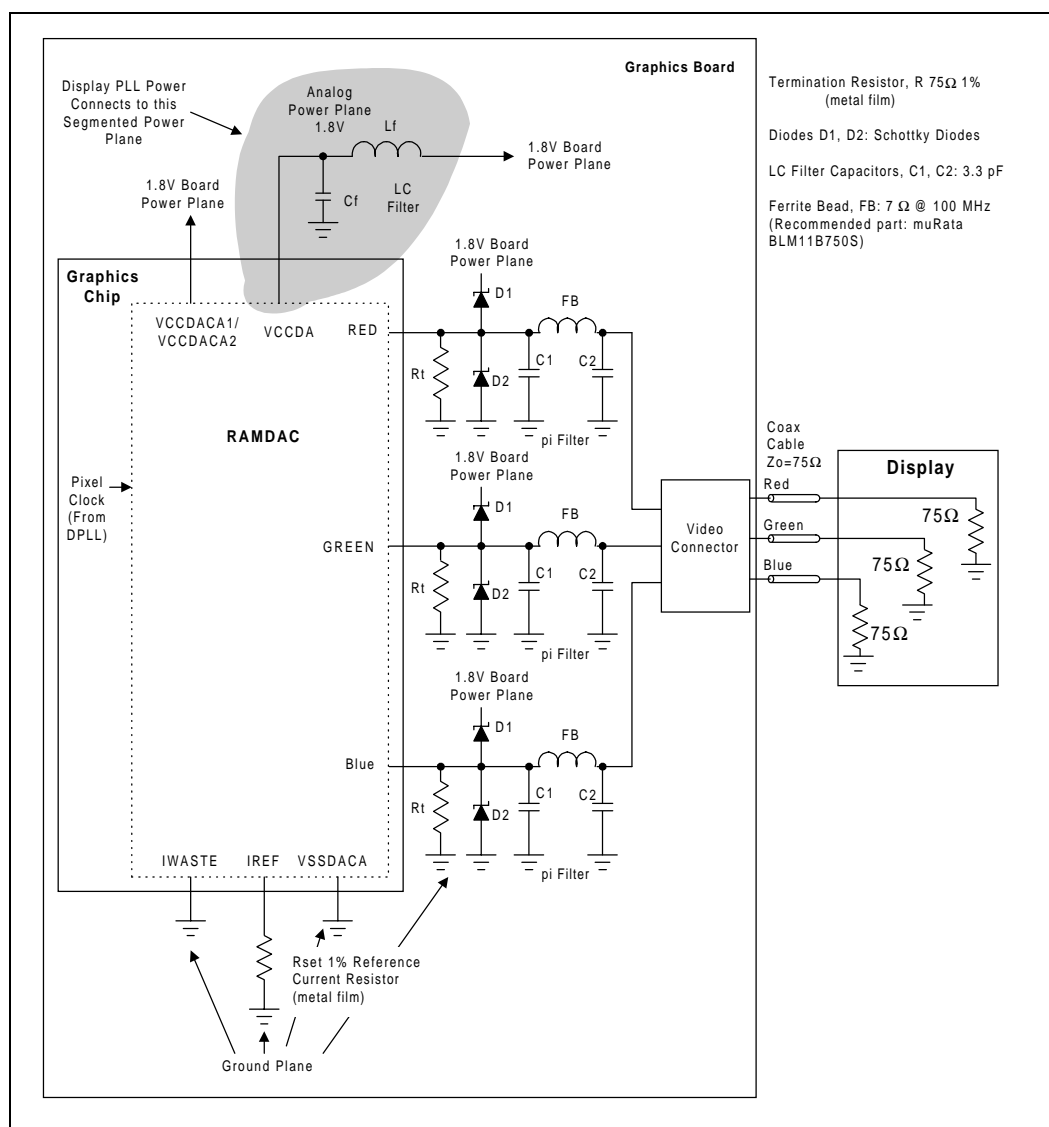 Graphics Board
Display PLL Power
Connects to this
Segmented Power
Plane
Analog
Power Plane
1.8V
Lf
Cf
LC
Filter
1.8V Board
Power Plane
1.8V Board
Power Plane
Termination Resistor, R 75Ω 1%
(metal film)
Diodes D1, D2: Schottky Diodes
LC Filter Capacitors, C1, C2: 3.3 pF
Ferrite Bead, FB: 7 Ω @ 100 MHz
(Recommended part: muRata
BLM11B750S)
Graphics
Chip
VCCDACA1/
VCCDACA2
VCCDA
RED
RAMDAC
Pixel
Clock
(From
DPLL)
GREEN
Blue
IWASTE
IREF
VSSDACA
1.8V Board
Power Plane
D1
FB
Rt
D2
C1
C2
pi Filter
1.8V Board
Power Plane
D1
FB
Rt
D2
C1
C2
pi Filter
1.8V Board
Power Plane
D1
FB
Rt
D2
C1
C2
pi Filter
Video
Connector
Coax
Cable
Zo=75Ω
Red
Green
Blue
Display
75Ω
75Ω
75Ω
Rset 1% Reference
Current Resistor
(metal film)
Ground Plane